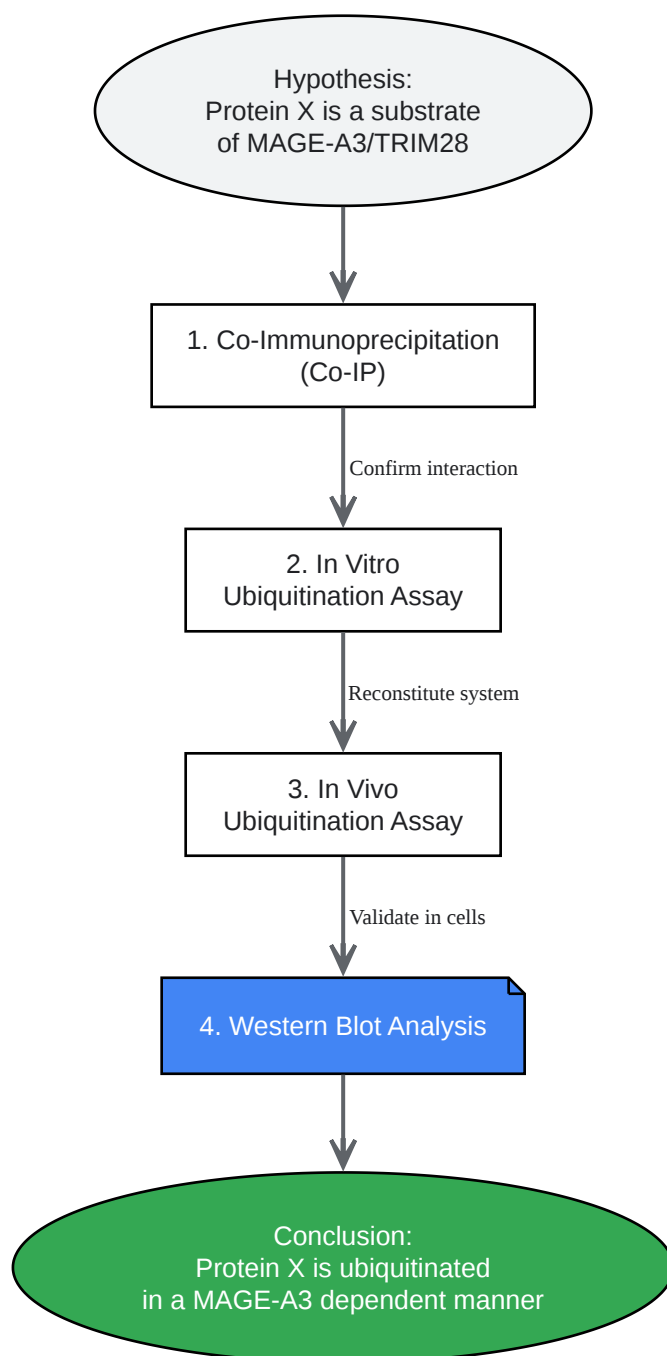 Hypothesis:
Protein X is a substrate
of MAGE-A3/TRIM28
1. Co-Immunoprecipitation
(Co-IP)
Confirm interaction
2. In Vitro
Ubiquitination Assay
Reconstitute system
3. In Vivo
Ubiquitination Assay
Validate in cells
4. Western Blot Analysis
Conclusion:
Protein X is ubiquitinated
in a MAGE-A3 dependent manner